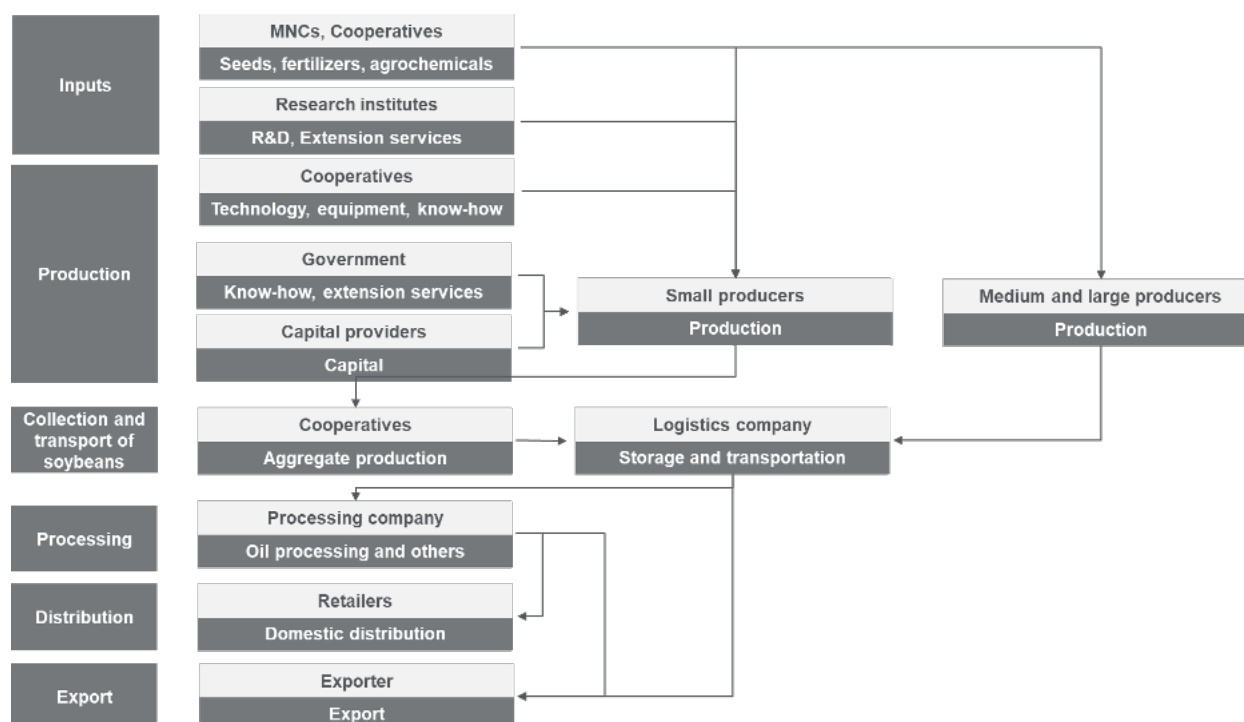 Inputs
MNCs, Cooperatives
Seeds, fertilizers, agrochemicals
Research institutes
R&D, Extension services
Production
Cooperatives
Technology, equipment, know-how
Government
Know-how, extension services
Capital providers
Capital
Small producers
Production
Medium and large producers
Production
Collection and
transport of
soybeans
Cooperatives
Aggregate production
Logistics company
Storage and transportation
Processing
Processing company
Oil processing and others
Distribution
Retailers
Domestic distribution
Export
Exporter
Export